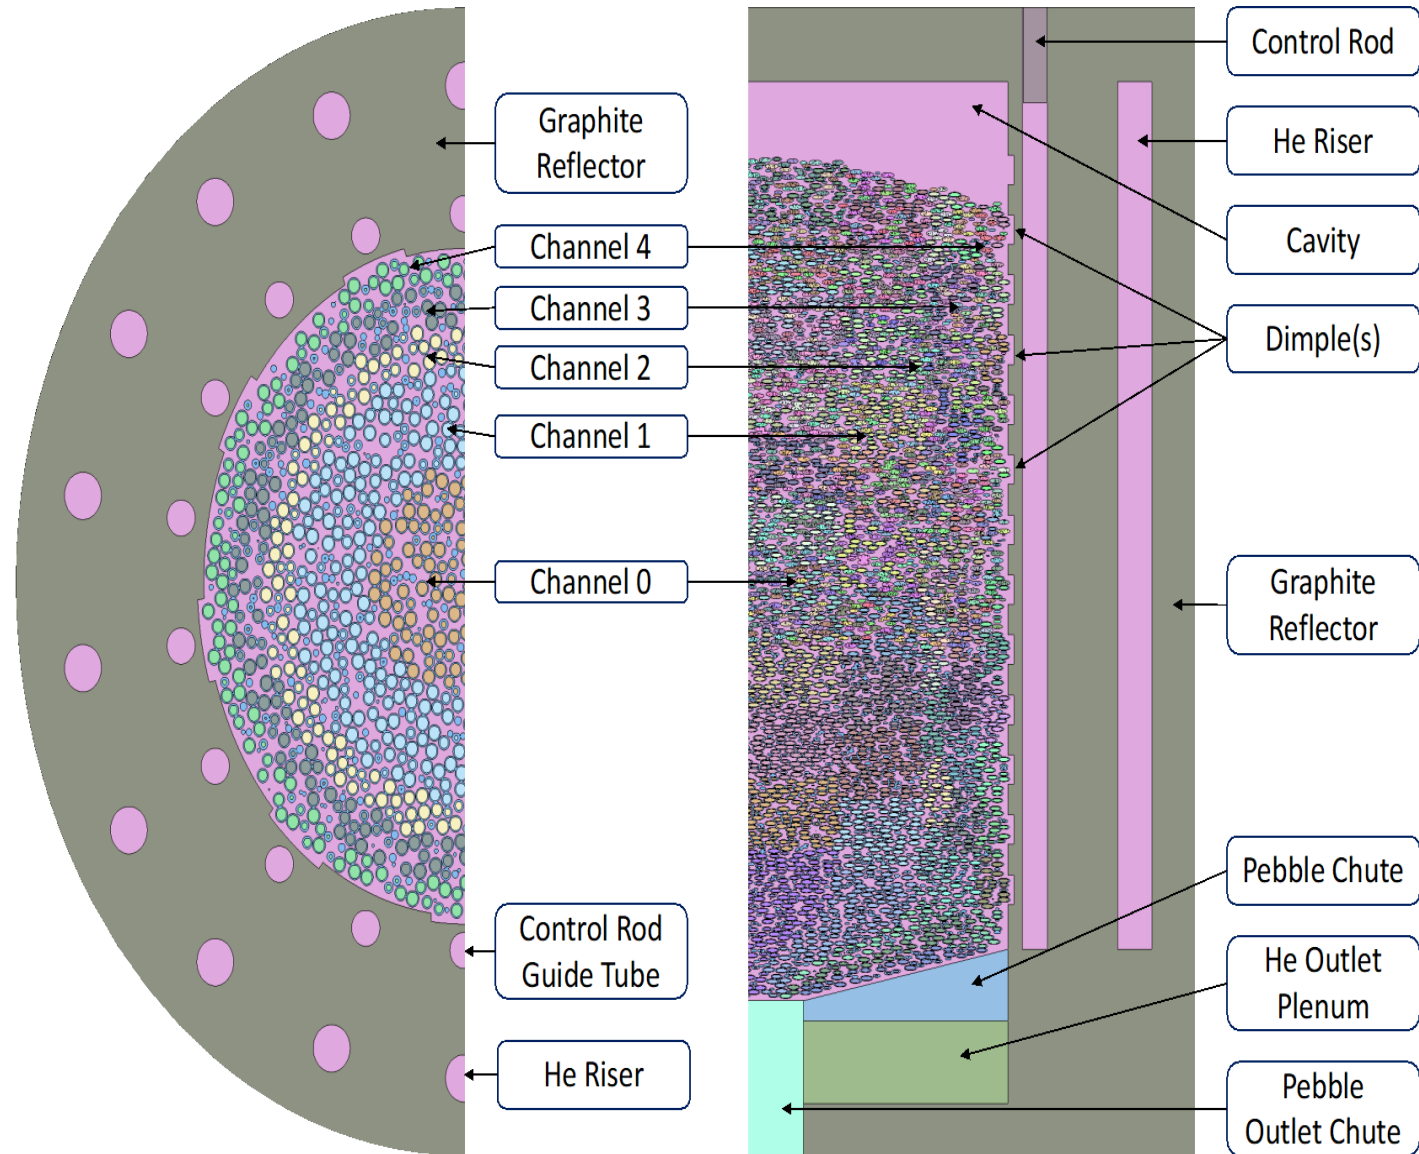 Graphite
Reflector
Channel 4
Channel 3
Channel 2
Channel 1
Channel 0
Control Rod
Guide Tube
He Riser
Control Rod
He Riser
Cavity
Dimple(s)
Graphite
Reflector
Pebble Chute
He Outlet
Plenum
Pebble
Outlet Chute